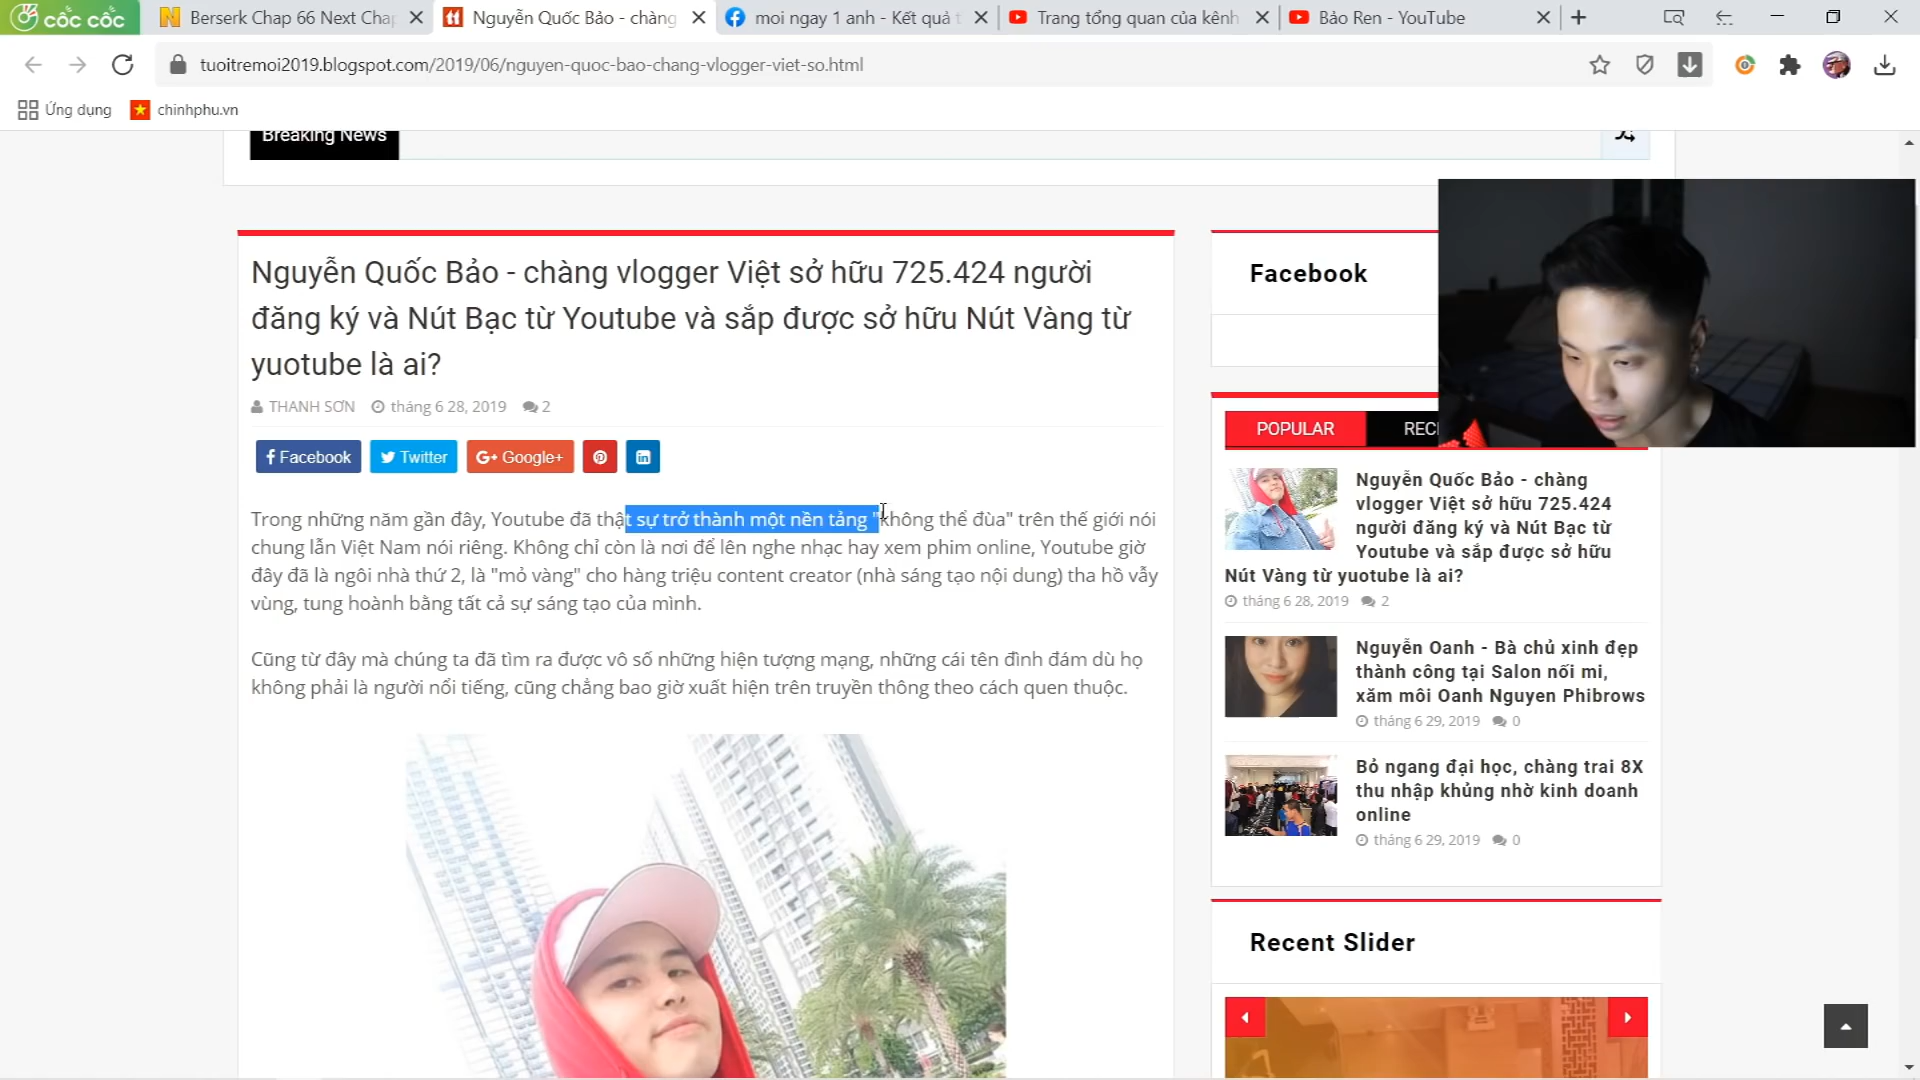 cốc cốc
Berserk Chap 66 Next Chap
Nguyễn Quốc Bảo - chàng
moi ngay 1 anh - Kết quả t
Trang tổng quan của kênh
Bảo Ren - YouTube
tuoitremoi2019.blogspot.com/2019/06/nguyen-quoc-bao-chang-vlogger-viet-so.html
Ứng dụng
chinhphu.vn
Breaking News
Nguyễn Quốc Bảo - chàng vlogger Việt sở hữu 725.424 người
đăng ký và Nút Bạc từ Youtube và sắp được sở hữu Nút Vàng từ
yuotube là ai?
THANH SƠN tháng 6 28, 2019 2
Facebook Twitter G+ Google+
Trong những năm gần đây, Youtube đã thật sự trở thành một nền tảng "không thể đùa" trên thế giới nói
chung lẫn Việt Nam nói riêng. Không chỉ còn là nơi để lên nghe nhạc hay xem phim online, Youtube giờ
đây đã là ngôi nhà thứ 2, là "mỏ vàng" cho hàng triệu content creator (nhà sáng tạo nội dung) tha hồ vẫy
vùng, tung hoành bằng tất cả sự sáng tạo của mình.
Cũng từ đây mà chúng ta đã tìm ra được vô số những hiện tượng mạng, những cái tên đình đám dù họ
không phải là người nổi tiếng, cũng chẳng bao giờ xuất hiện trên truyền thông theo cách quen thuộc.
Facebook
POPULAR
REC
Nguyễn Quốc Bảo - chàng
vlogger Việt sở hữu 725.424
người đăng ký và Nút Bạc từ
Youtube và sắp được sở hữu
Nút Vàng từ yuotube là ai?
tháng 6 28, 2019 2
Nguyễn Oanh - Bà chủ xinh đẹp
thành công tại Salon nối mi,
xăm môi Oanh Nguyen Phibrows
tháng 6 29, 2019 0
Bỏ ngang đại học, chàng trai 8X
thu nhập khủng nhờ kinh doanh
online
tháng 6 29, 2019 0
Recent Slider